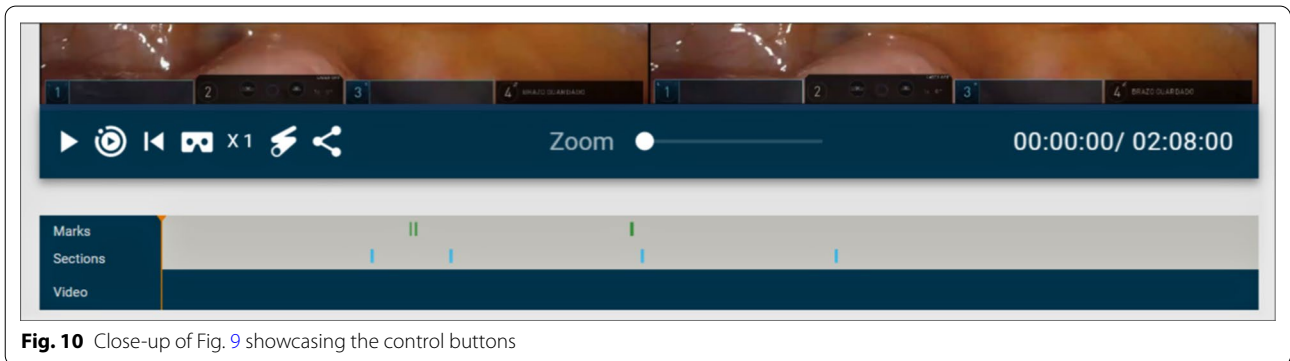 1 2 3 4 BRAZO GUARDADO 1 2 3 4 BRAZO GUARDADO
X 1 Zoom 00:00:00/ 02:08:00
Marks
Sections
Video
Fig. 10 Close-up of Fig. 9 showcasing the control buttons